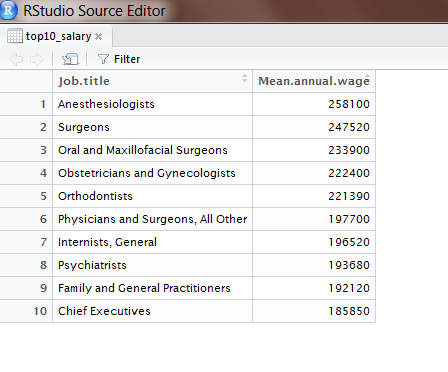 R RStudio Source Editor
top10_salary ×
Filter
Job.title Mean.annual.wage
1 Anesthesiologists 258100
2 Surgeons 247520
3 Oral and Maxillofacial Surgeons 233900
4 Obstetricians and Gynecologists 222400
5 Orthodontists 221390
6 Physicians and Surgeons, All Other 197700
7 Internists, General 196520
8 Psychiatrists 193680
9 Family and General Practitioners 192120
10 Chief Executives 185850